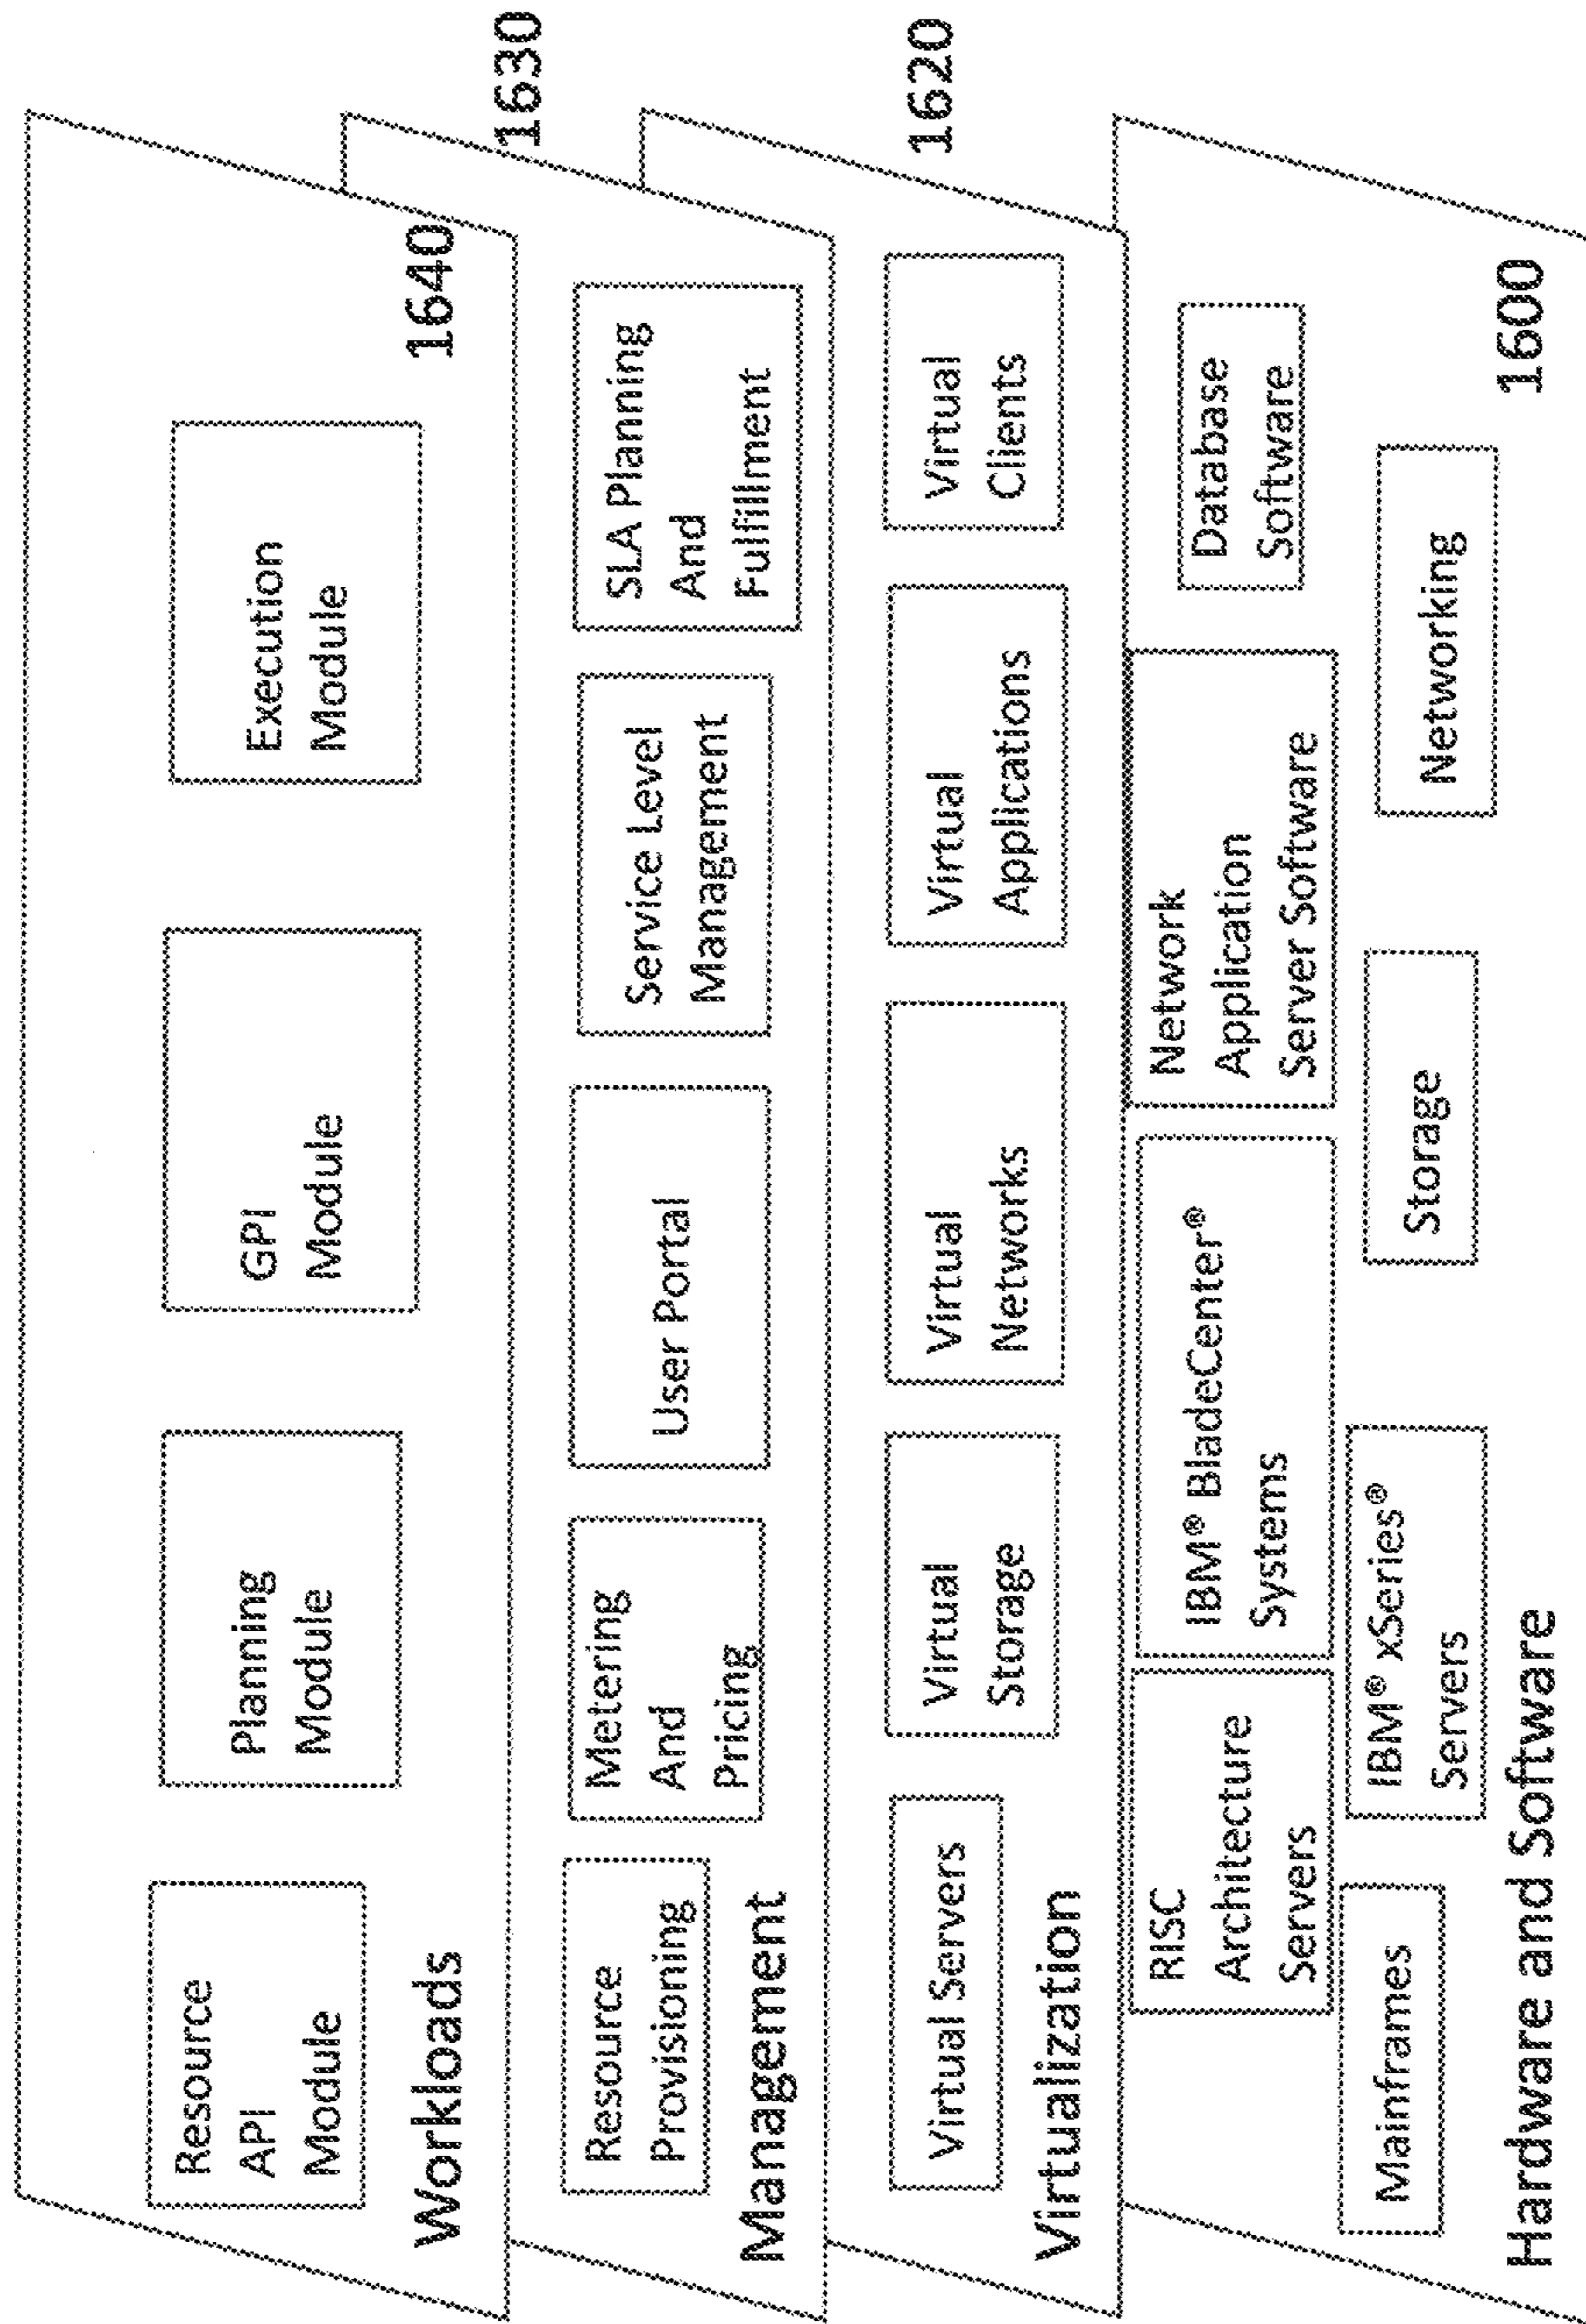 Resource
API
Module
Planning
Module
GPI
Module
Execution
Module
Workloads
1640
Resource
Provisioning
Metering
And
Pricing
User Portal
Service Level
Management
SLA Planning
And
Fulfillment
Management
1630
Virtual Servers
Virtual
Storage
Virtual
Networks
Virtual
Applications
Virtual
Clients
Virtualization
1620
RISC
Architecture
Servers
IBM® BladeCenter®
Systems
Network
Application
Server Software
Database
Software
Mainframes
IBM® xSeries®
Servers
Storage
Networking
Hardware and Software
1600